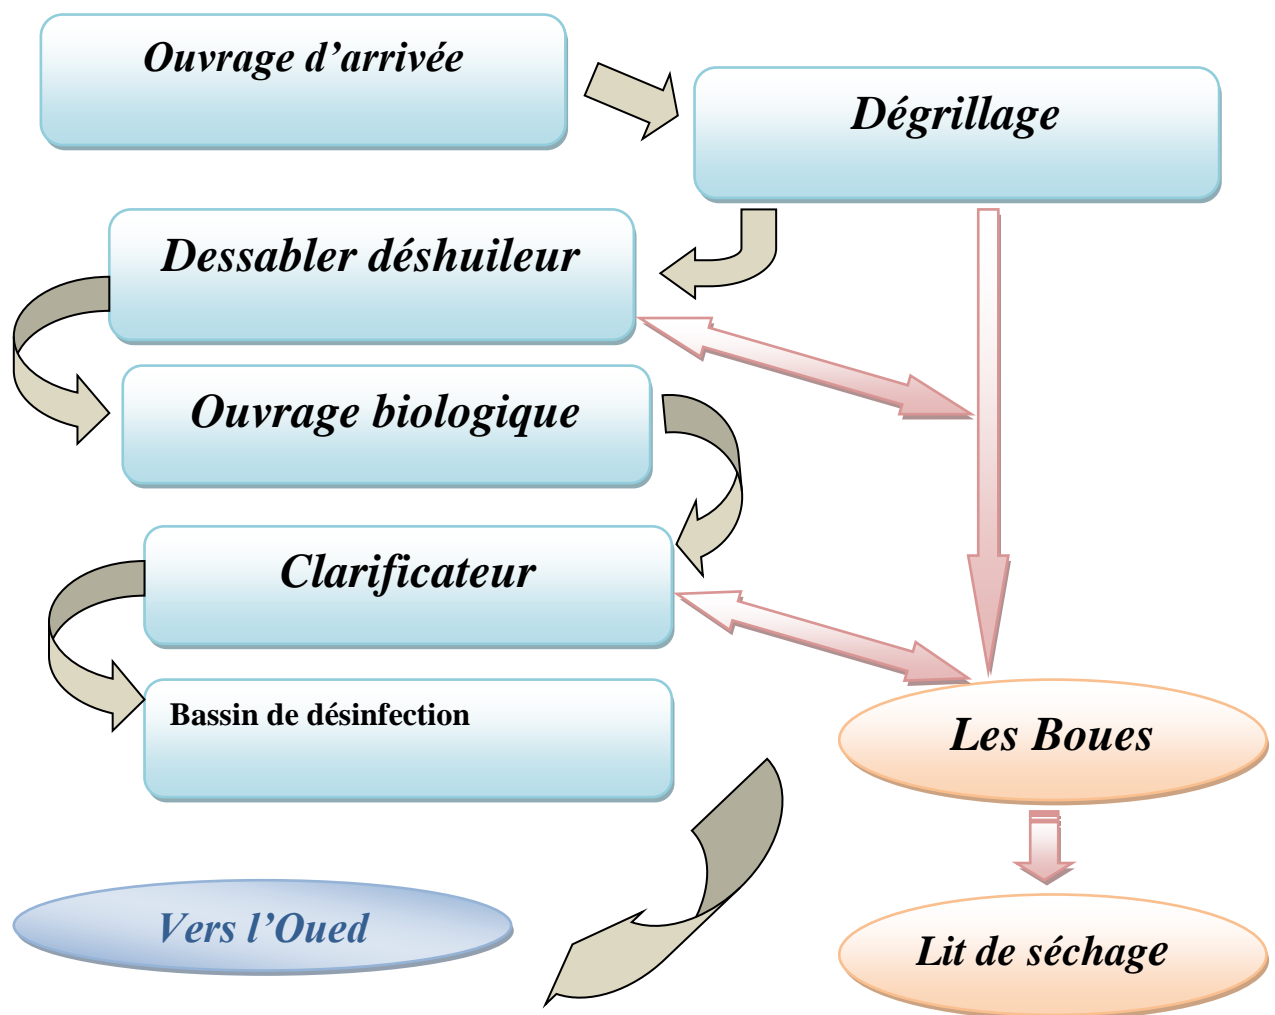 Ouvrage d’arrivée
Dégrillage
Dessabler déshuileur
Ouvrage biologique
Clarificateur
Bassin de désinfection
Les Boues
Vers l’Oued
Lit de séchage